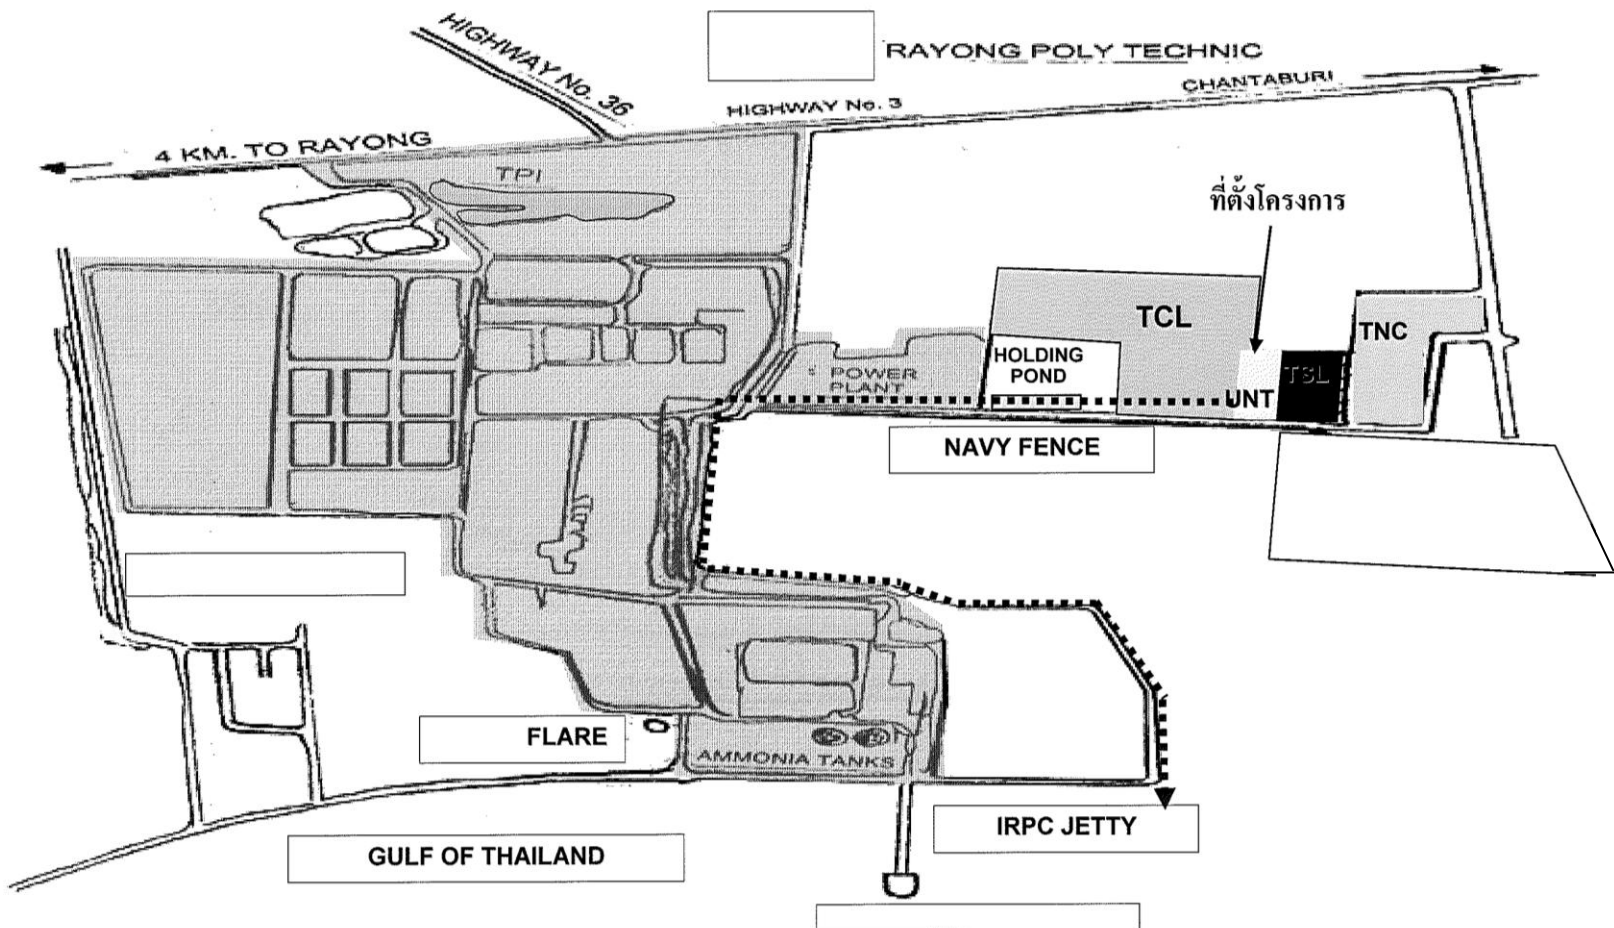 HIGHWAY No. 36
RAYONG POLY TECHNIC
CHANTABURI
HIGHWAY No. 3
4 KM. TO RAYONG
TPI
ที่ตั้งโครงการ
TCL
TNC
HOLDING
POND
POWER
PLANT
TSL
UNT
NAVY FENCE
FLARE
AMMONIA TANKS
IRPC JETTY
GULF OF THAILAND